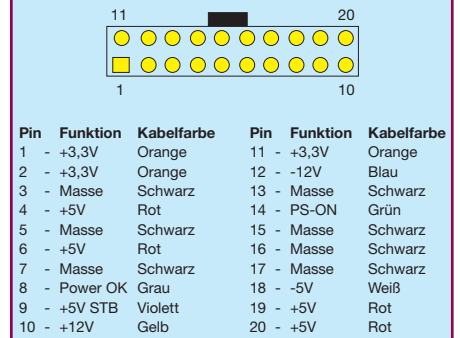 11 20
1 10
Pin Funktion Kabelfarbe Pin Funktion Kabelfarbe
1 - +3,3V Orange 11 - +3,3V Orange
2 - +3,3V Orange 12 - -12V Blau
3 - Masse Schwarz 13 - Masse Schwarz
4 - +5V Rot 14 - PS-ON Grün
5 - Masse Schwarz 15 - Masse Schwarz
6 - +5V Rot 16 - Masse Schwarz
7 - Masse Schwarz 17 - Masse Schwarz
8 - Power OK Grau 18 - -5V Weiß
9 - +5V STB Violett 19 - +5V Rot
10 - +12V Gelb 20 - +5V Rot